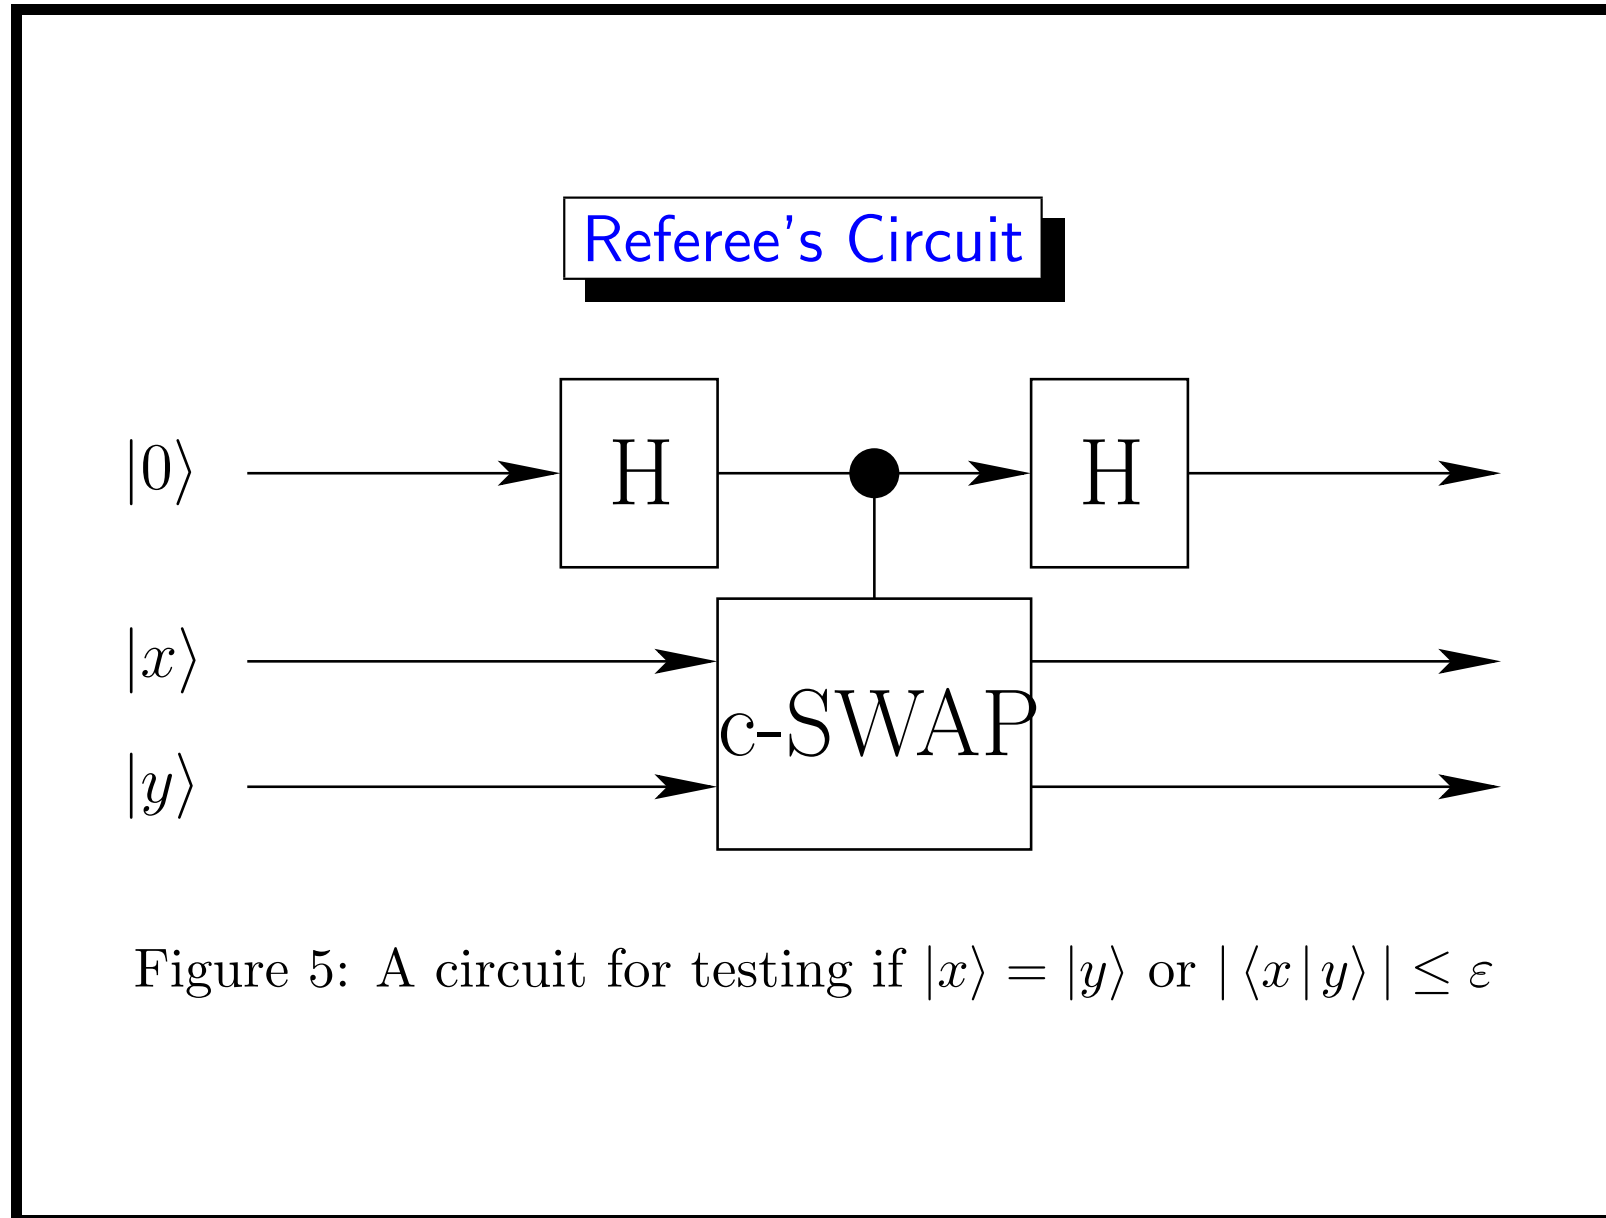 Referee's Circuit
|0⟩
H
H
|x⟩
c-SWAP
|y⟩
Figure 5: A circuit for testing if |x⟩ = |y⟩ or | ⟨x | y⟩ | ≤ ε